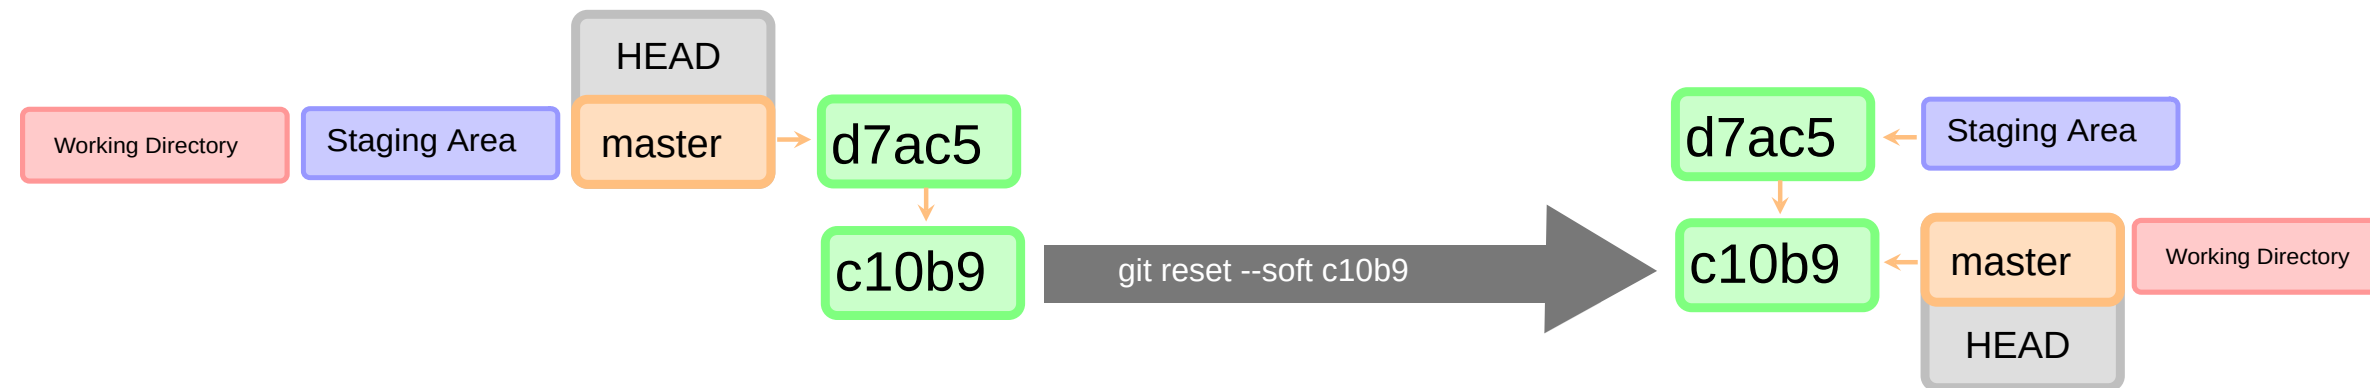 HEAD
Working Directory
Staging Area
master
d7ac5
c10b9
git reset --soft c10b9
d7ac5
Staging Area
c10b9
master
Working Directory
HEAD